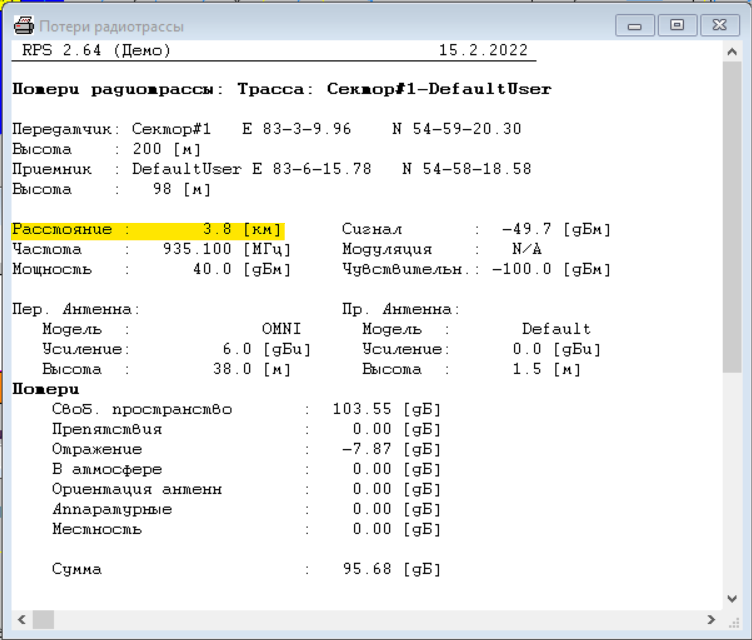 Потери радиотрассы
RPS 2.64 (Демо) 15.2.2022
Потери радиотрассы: Трасса: Сектор#1-DefaultUser
Передатчик: Сектор#1 E 83-3-9.96 N 54-59-20.30
Высота : 200 [м]
Приемник : DefaultUser E 83-6-15.78 N 54-58-18.58
Высота : 98 [м]
Расстояние : 3.8 [км] Сигнал : -49.7 [дБм]
Частота : 935.100 [МГц] Модуляция : N/A
Мощность : 40.0 [дБм] Чувствительн.: -100.0 [дБм]
Пер. Антенна: Пр. Антенна:
Модель : OMNI Модель : Default
Усиление: 6.0 [дБи] Усиление: 0.0 [дБи]
Высота : 38.0 [м] Высота : 1.5 [м]
Потери
Своб. пространство : 103.55 [дБ]
Препятствия : 0.00 [дБ]
Отражение : -7.87 [дБ]
В атмосфере : 0.00 [дБ]
Ориентация антенн : 0.00 [дБ]
Аппаратурные : 0.00 [дБ]
Местность : 0.00 [дБ]
Сумма : 95.68 [дБ]